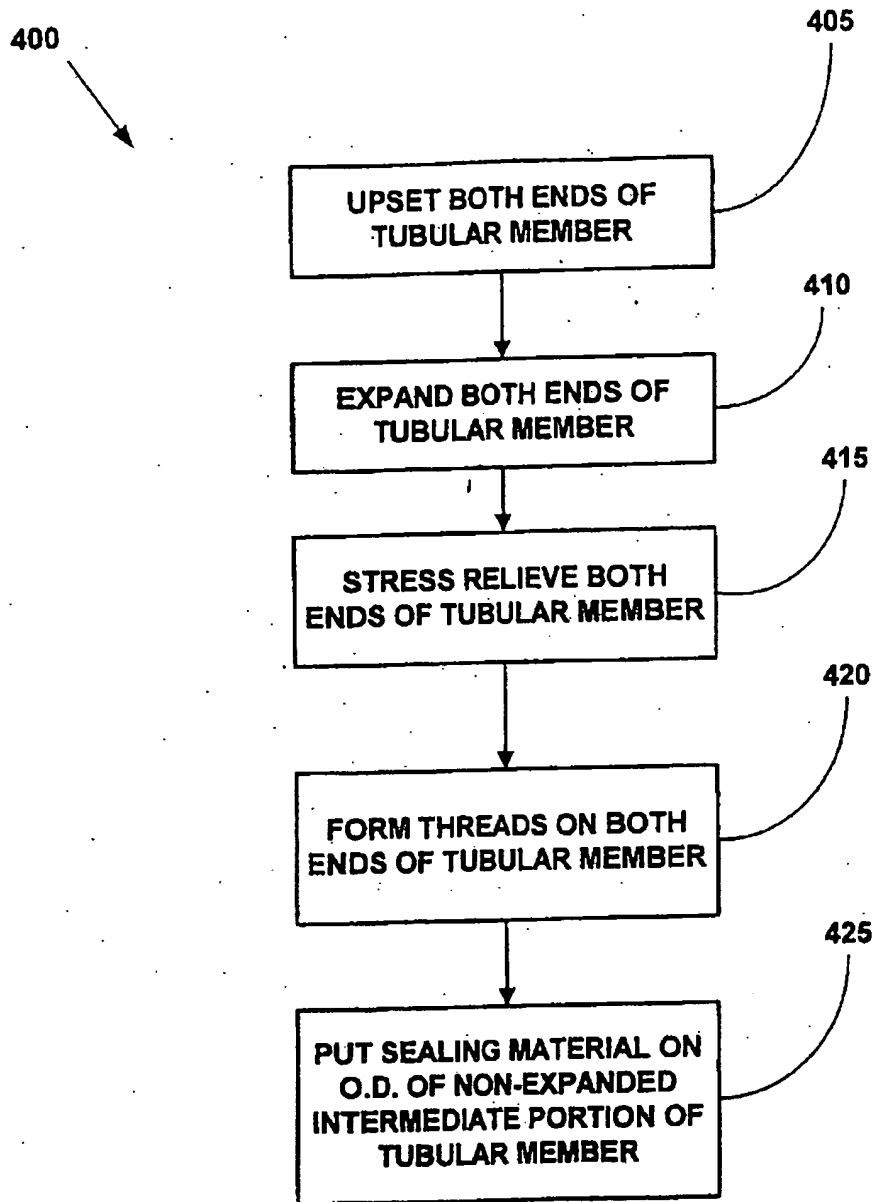 400
405
UPSET BOTH ENDS OF
TUBULAR MEMBER
410
EXPAND BOTH ENDS OF
TUBULAR MEMBER
415
STRESS RELIEVE BOTH
ENDS OF TUBULAR MEMBER
420
FORM THREADS ON BOTH
ENDS OF TUBULAR MEMBER
425
PUT SEALING MATERIAL ON
O.D. OF NON-EXPANDED
INTERMEDIATE PORTION OF
TUBULAR MEMBER